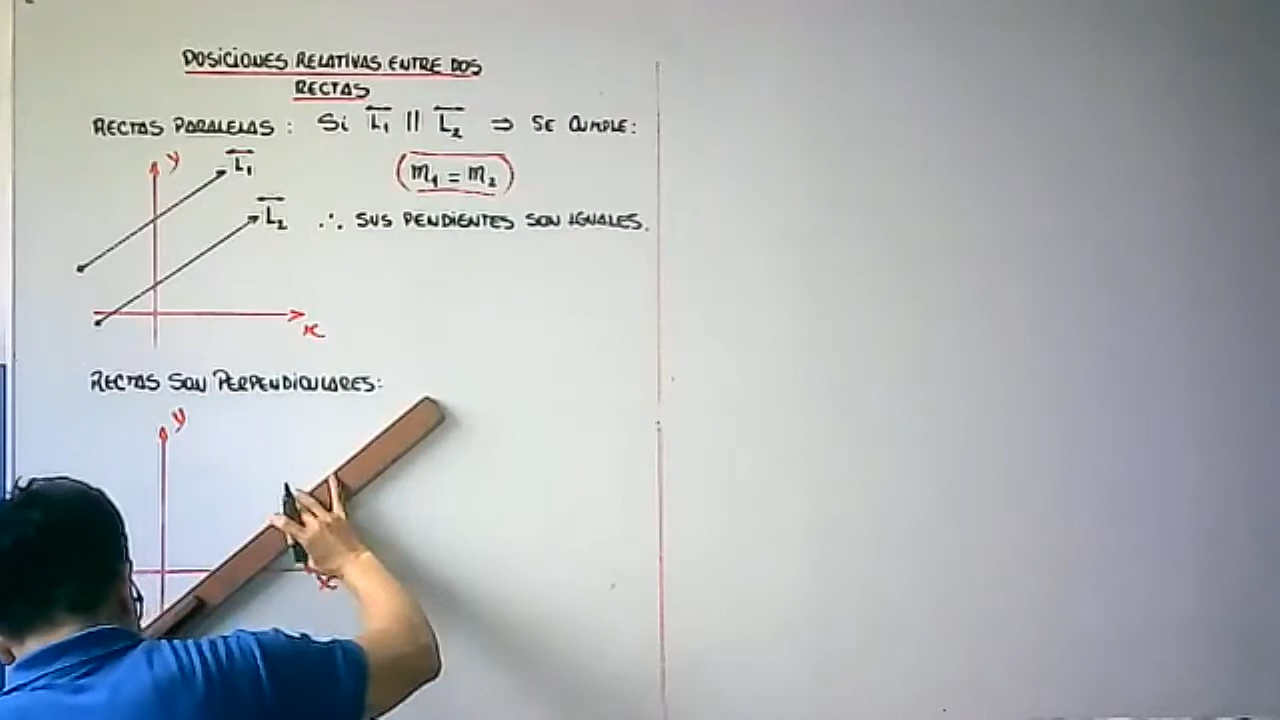 POSICIONES RELATIVAS ENTRE DOS
RECTAS
RECTAS PARALELAS: Si L₁ || L₂ ⇒ SE CUMPLE:
y
L₁
m₁ = m₂
L₂
∴ SUS PENDIENTES SON IGUALES.
x
RECTAS SON PERPENDICULARES:
y
x